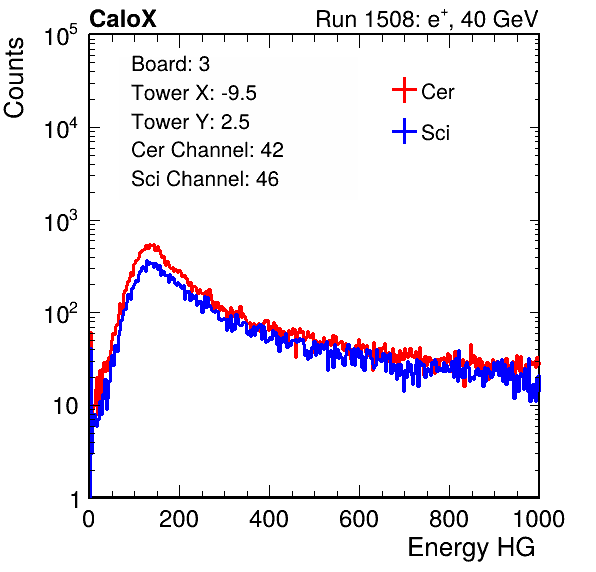 CaloX Run 1508: e⁺, 40 GeV
Counts
Board: 3
Tower X: -9.5
Tower Y: 2.5
Cer Channel: 42
Sci Channel: 46
Cer
Sci
10⁵
10⁴
10³
10²
10
1
0 200 400 600 800 1000
Energy HG